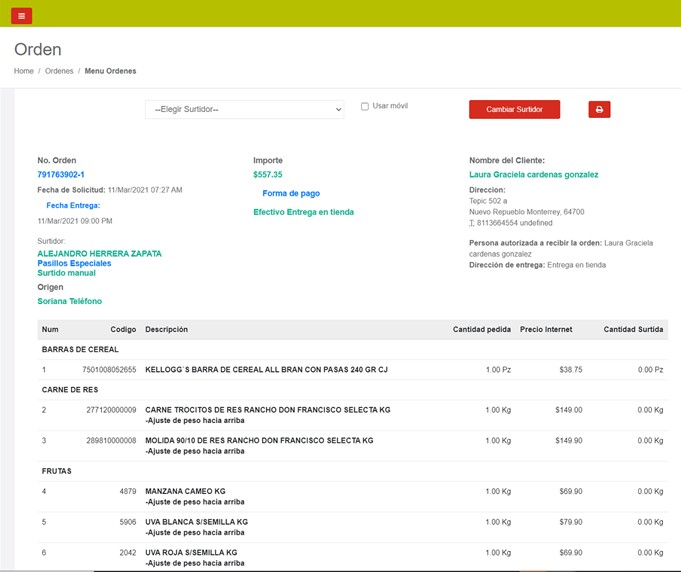 Orden
Home / Ordenes / Menu Ordenes
--Elegir Surtidor--
Usar móvil
Cambiar Surtidor
No. Orden
791763902-1
Fecha de Solicitud: 11/Mar/2021 07:27 AM
Fecha Entrega:
11/Mar/2021 09:00 PM
Surtidor:
ALEJANDRO HERRERA ZAPATA
Pasillos Especiales
Surtido manual
Origen
Soriana Teléfono
Importe
$557.35
Forma de pago
Efectivo Entrega en tienda
Nombre del Cliente:
Laura Graciela cardenas gonzalez
Direccion:
Tepic 502 a
Nuevo Repueblo Monterrey, 64700
T. 8113664554 undefined
Persona autorizada a recibir la orden: Laura Graciela
cardenas gonzalez
Dirección de entrega: Entrega en tienda
Num Codigo Descripción Cantidad pedida Precio Internet Cantidad Surtida
BARRAS DE CEREAL
1 7501008052655 KELLOGG´S BARRA DE CEREAL ALL BRAN CON PASAS 240 GR CJ 1.00 Pz $38.75 0.00 Pz
CARNE DE RES
2 277120000009 CARNE TROCITOS DE RES RANCHO DON FRANCISCO SELECTA KG 1.00 Kg $149.00 0.00 Kg
-Ajuste de peso hacia arriba
3 289810000008 MOLIDA 90/10 DE RES RANCHO DON FRANCISCO SELECTA KG 1.00 Kg $149.90 0.00 Kg
-Ajuste de peso hacia arriba
FRUTAS
4 4879 MANZANA CAMEO KG 1.00 Kg $69.90 0.00 Kg
-Ajuste de peso hacia arriba
5 5906 UVA BLANCA S/SEMILLA KG 1.00 Kg $79.90 0.00 Kg
-Ajuste de peso hacia arriba
6 2042 UVA ROJA S/SEMILLA KG 1.00 Kg $69.90 0.00 Kg
-Ajuste de peso hacia arriba